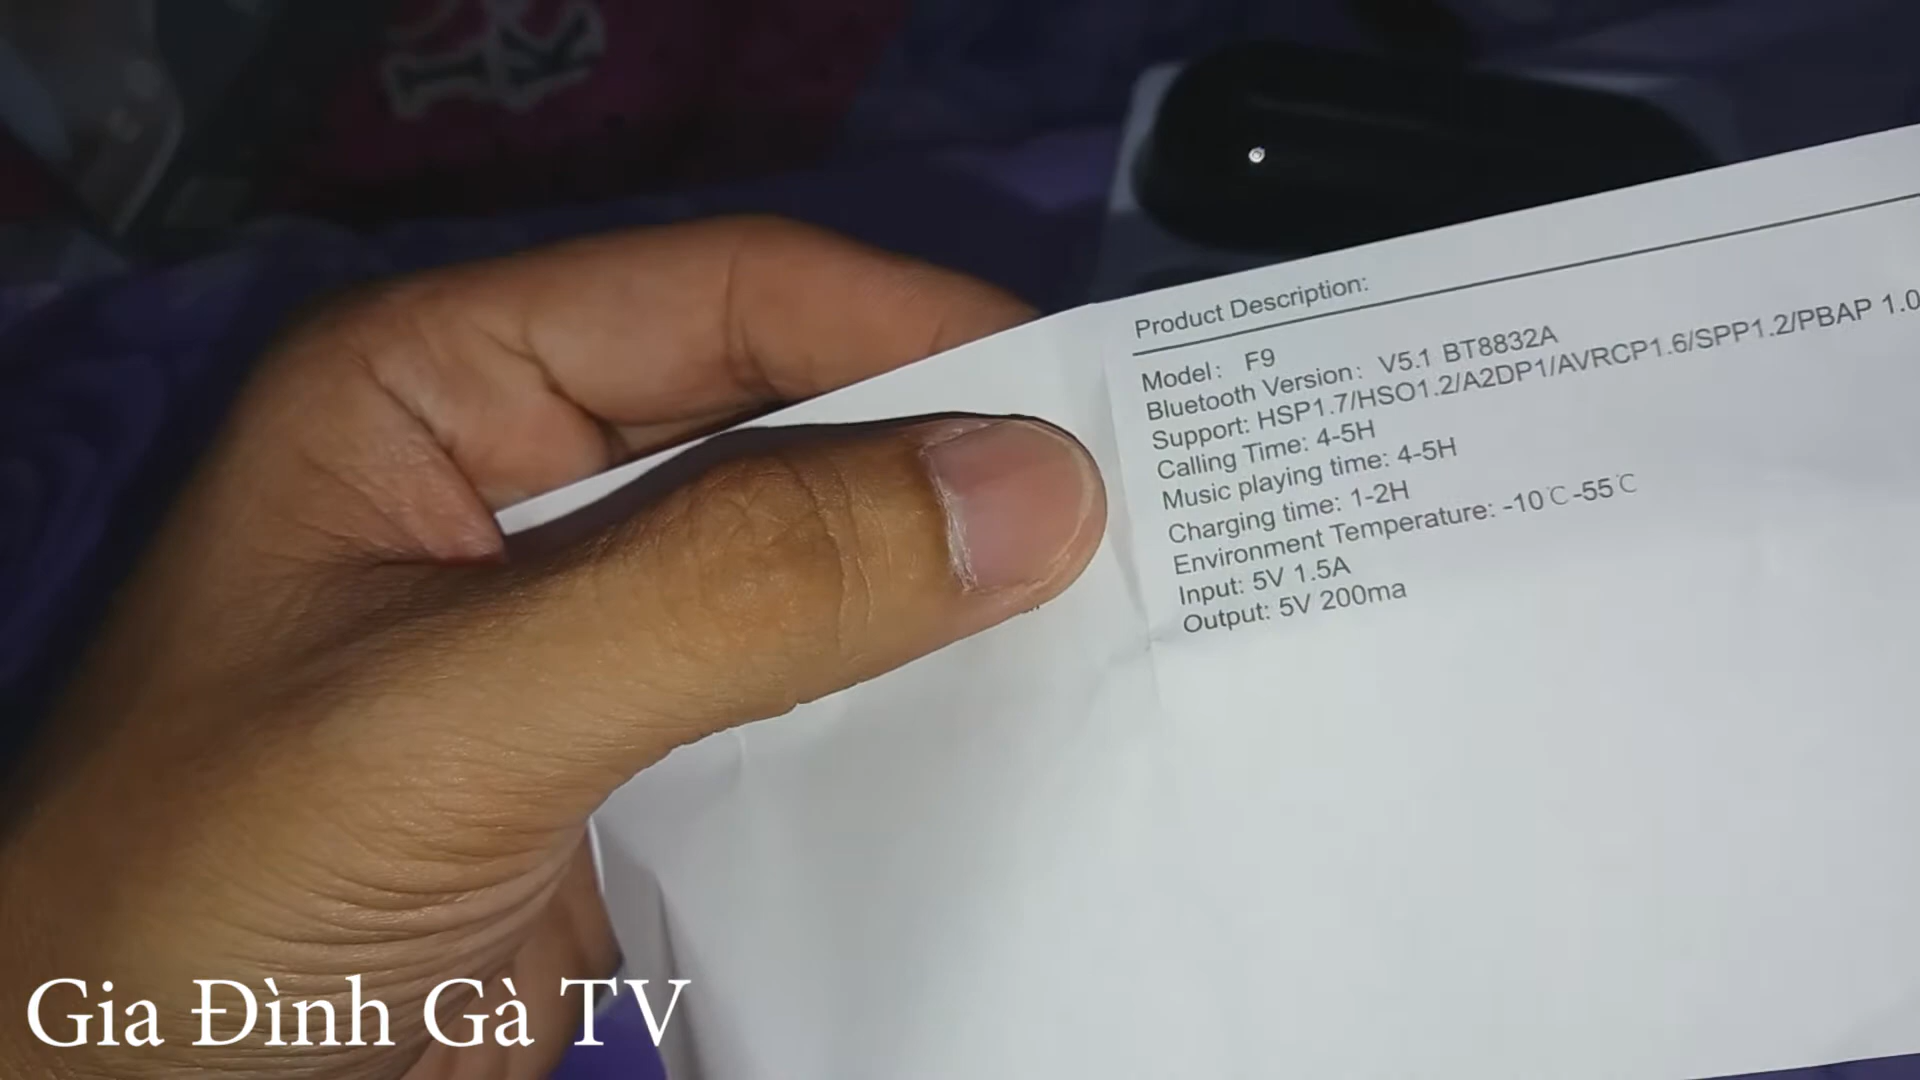 Product Description:
Model: F9
Bluetooth Version: V5.1 BT8832A
Support: HSP1.7/HSO1.2/A2DP1/AVRCP1.6/SPP1.2/PBAP 1.0
Calling Time: 4-5H
Music playing time: 4-5H
Charging time: 1-2H
Environment Temperature: -10℃-55℃
Input: 5V 1.5A
Output: 5V 200ma
Gia Đình Gà TV